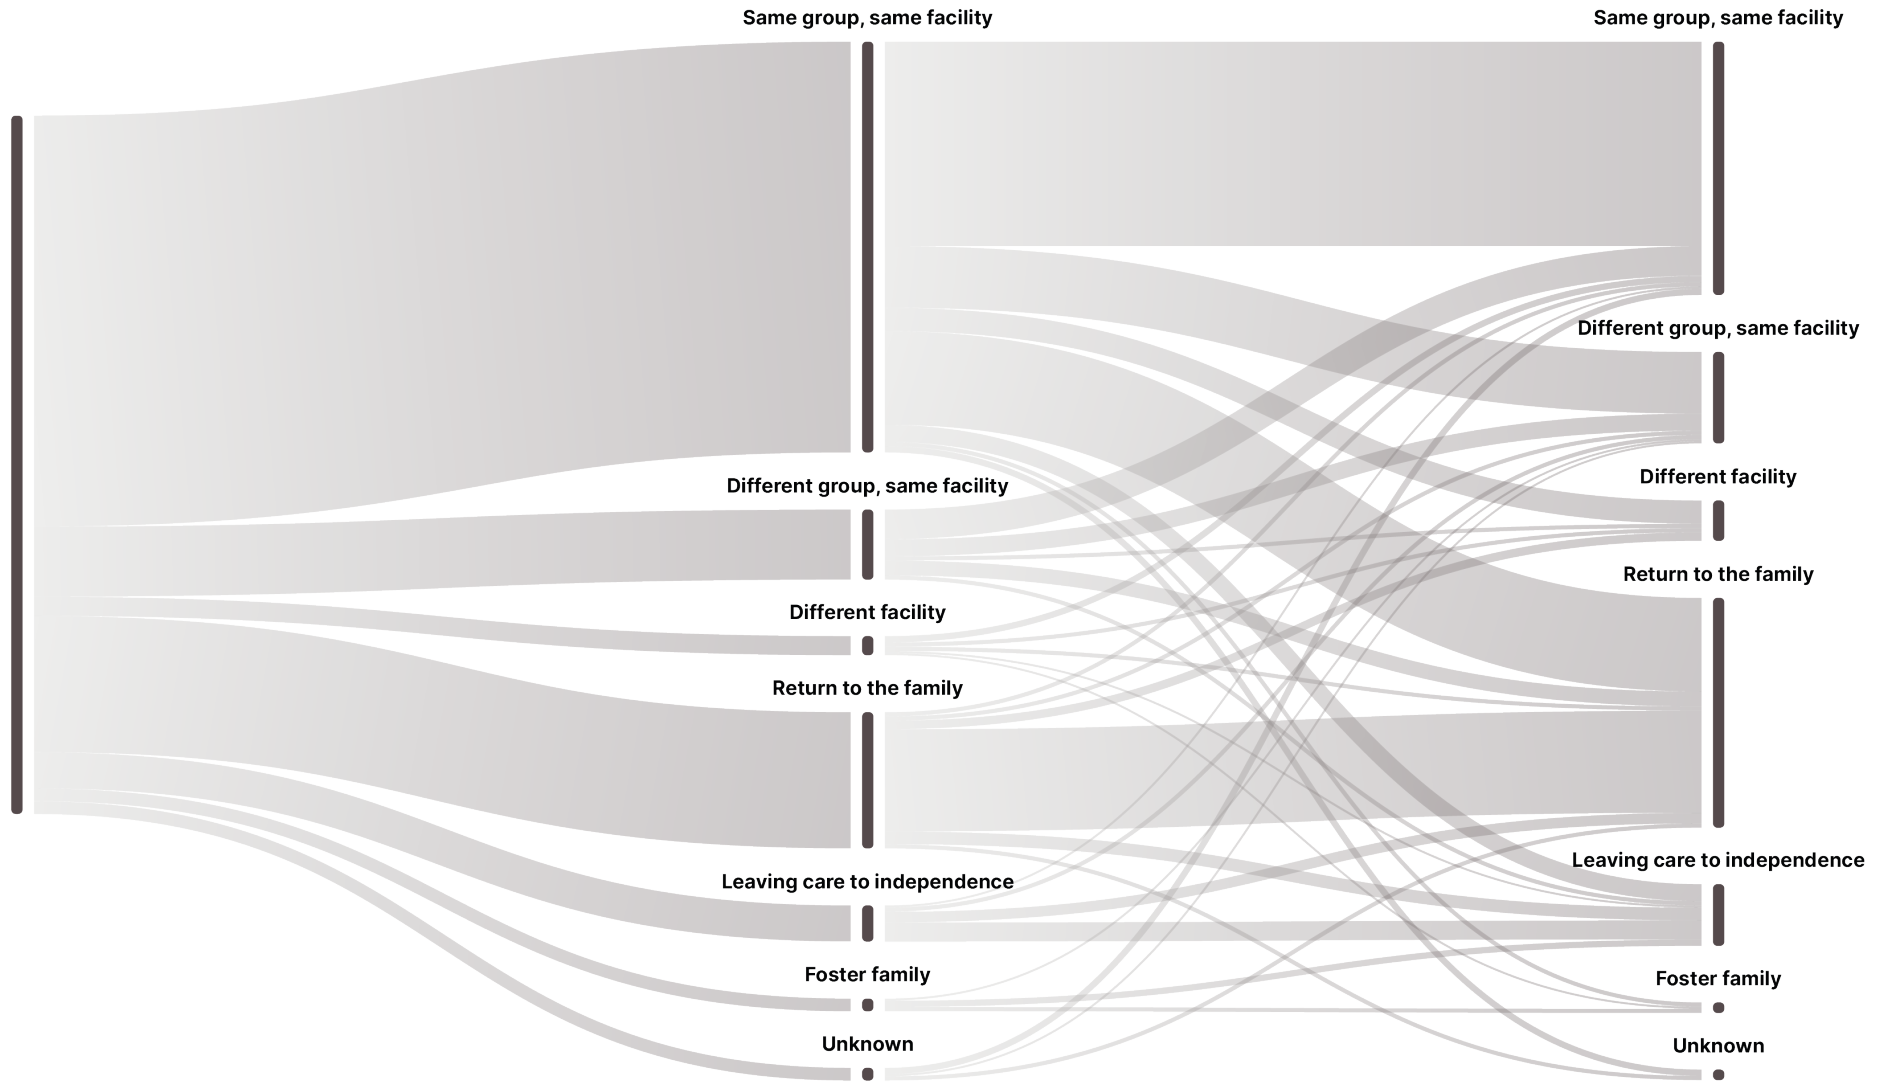 Same group, same facility
Different group, same facility
Different facility
Return to the family
Leaving care to independence
Foster family
Unknown
Same group, same facility
Different group, same facility
Different facility
Return to the family
Leaving care to independence
Foster family
Unknown